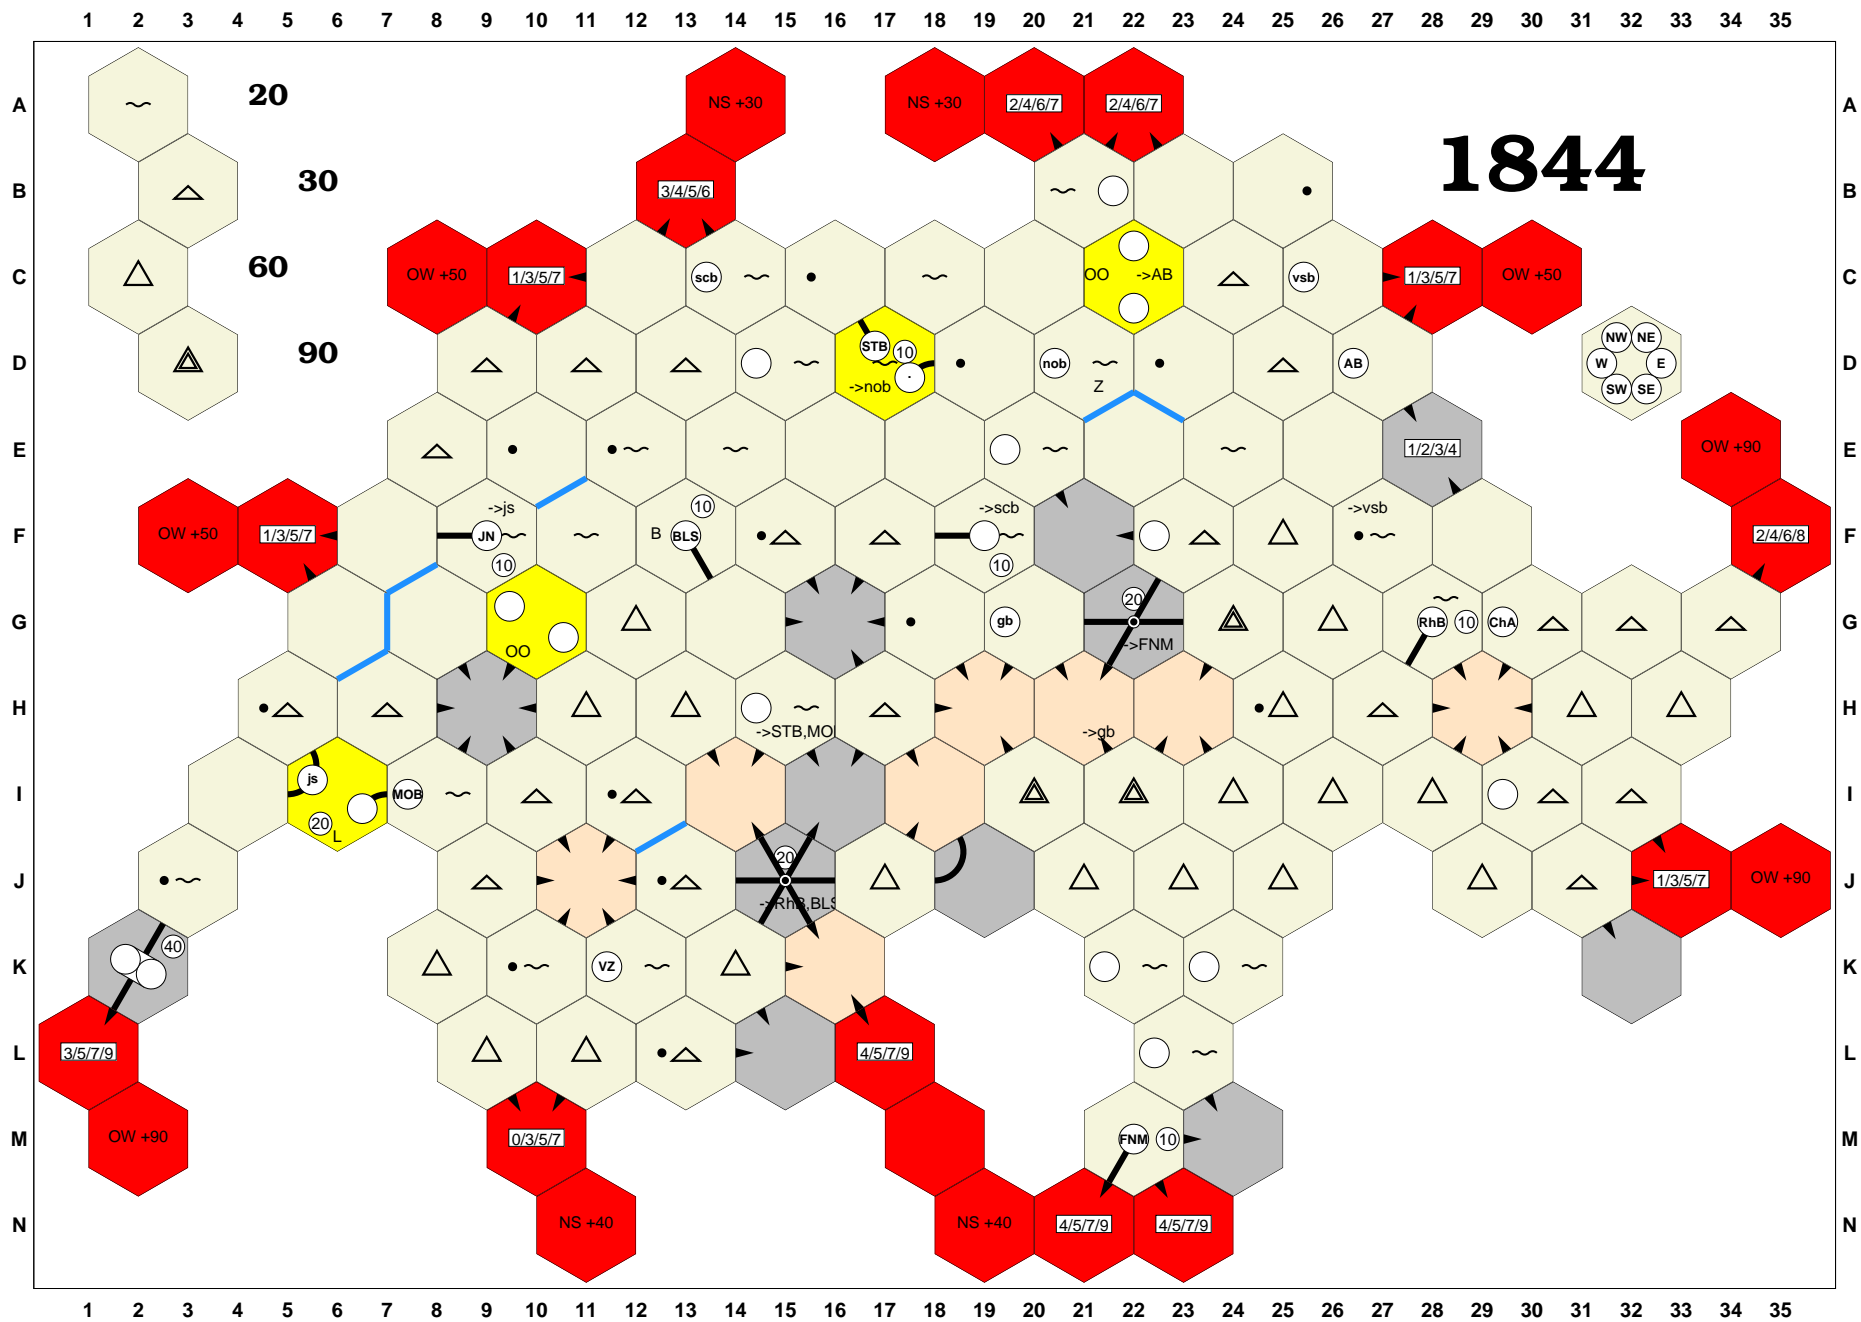 1 2 3 4 5 6 7 8 9 10 11 12 13 14 15 16 17 18 19 20 21 22 23 24 25 26 27 28 29 30 31 32 33 34 35
A 20 NS +30 NS +30 2/4/6/7 2/4/6/7 A
1844
B 30 3/4/5/6 B
C 60 OW +50 1/3/5/7 scb OO ->AB vsb 1/3/5/7 OW +50 C
NW NE
STB 10
D 90 nob AB W E D
->nob Z
SW SE
E 1/2/3/4 OW +90 E
->js 10 ->scb ->vsb
F OW +50 1/3/5/7 JN B BLS 2/4/6/8 F
10 10
20
G gb RhB 10 ChA G
OO ->FNM
H H
->STB,MO ->gb
js
I MOB I
20 L
20
J 1/3/5/7 OW +90 J
->RhB,BLS
40
K VZ K
L 3/5/7/9 4/5/7/9 L
M OW +90 0/3/5/7 FNM 10 M
N NS +40 NS +40 4/5/7/9 4/5/7/9 N
1 2 3 4 5 6 7 8 9 10 11 12 13 14 15 16 17 18 19 20 21 22 23 24 25 26 27 28 29 30 31 32 33 34 35